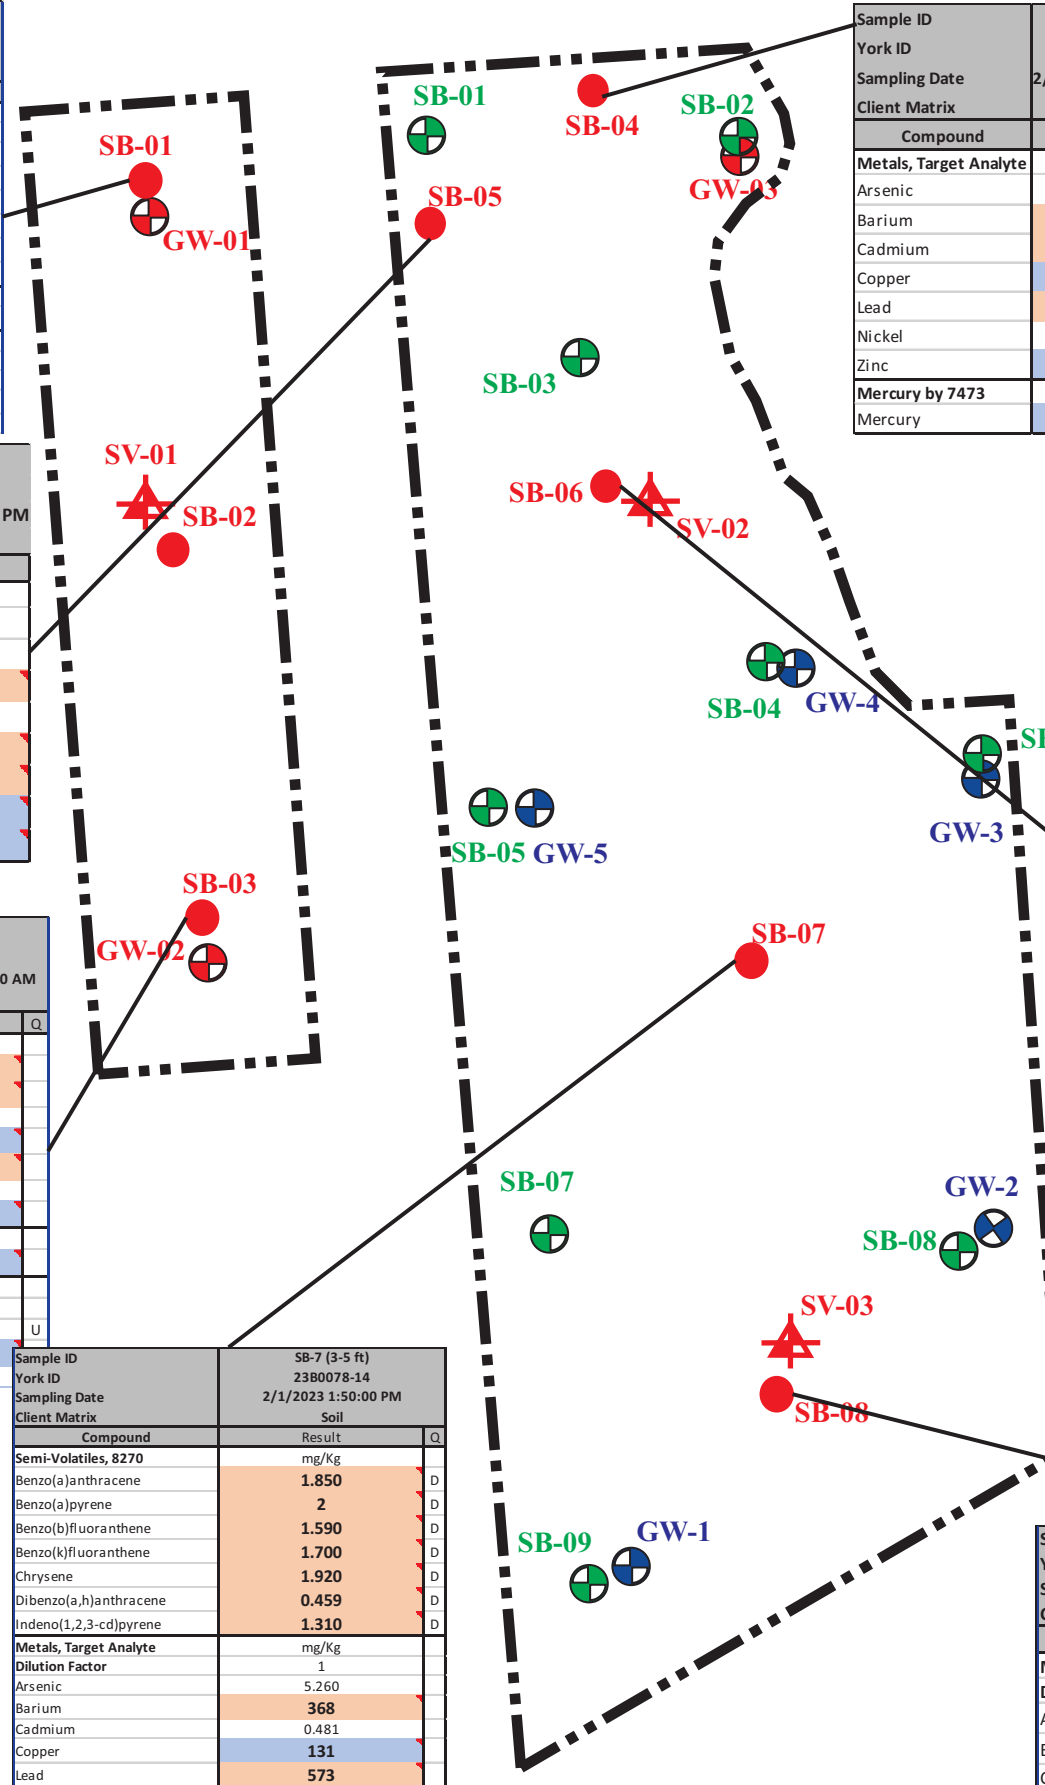 Sample ID
York ID
Sampling Date 2/
Client Matrix
Compound
Metals, Target Analyte
Arsenic
Barium
Cadmium
Copper
Lead
Nickel
Zinc
Mercury by 7473
Mercury
SB-01
SB-04
SB-02
GW-03
SB-01
GW-01
SB-05
SB-03
SV-01
SB-02
PM
SB-06
SV-02
SB-04
GW-4
SB
GW-3
SB-05 GW-5
SB-03
GW-02
SB-07
0 AM
Q
U
SB-07
GW-2
SB-08
SV-03
SB-08
SB-09
GW-1
Sample ID SB-7 (3-5 ft)
York ID 23B0078-14
Sampling Date 2/1/2023 1:50:00 PM
Client Matrix Soil
Compound Result Q
Semi-Volatiles, 8270 mg/Kg
Benzo(a)anthracene 1.850 D
Benzo(a)pyrene 2 D
Benzo(b)fluoranthene 1.590 D
Benzo(k)fluoranthene 1.700 D
Chrysene 1.920 D
Dibenzo(a,h)anthracene 0.459 D
Indeno(1,2,3-cd)pyrene 1.310 D
Metals, Target Analyte mg/Kg
Dilution Factor 1
Arsenic 5.260
Barium 368
Cadmium 0.481
Copper 131
Lead 573